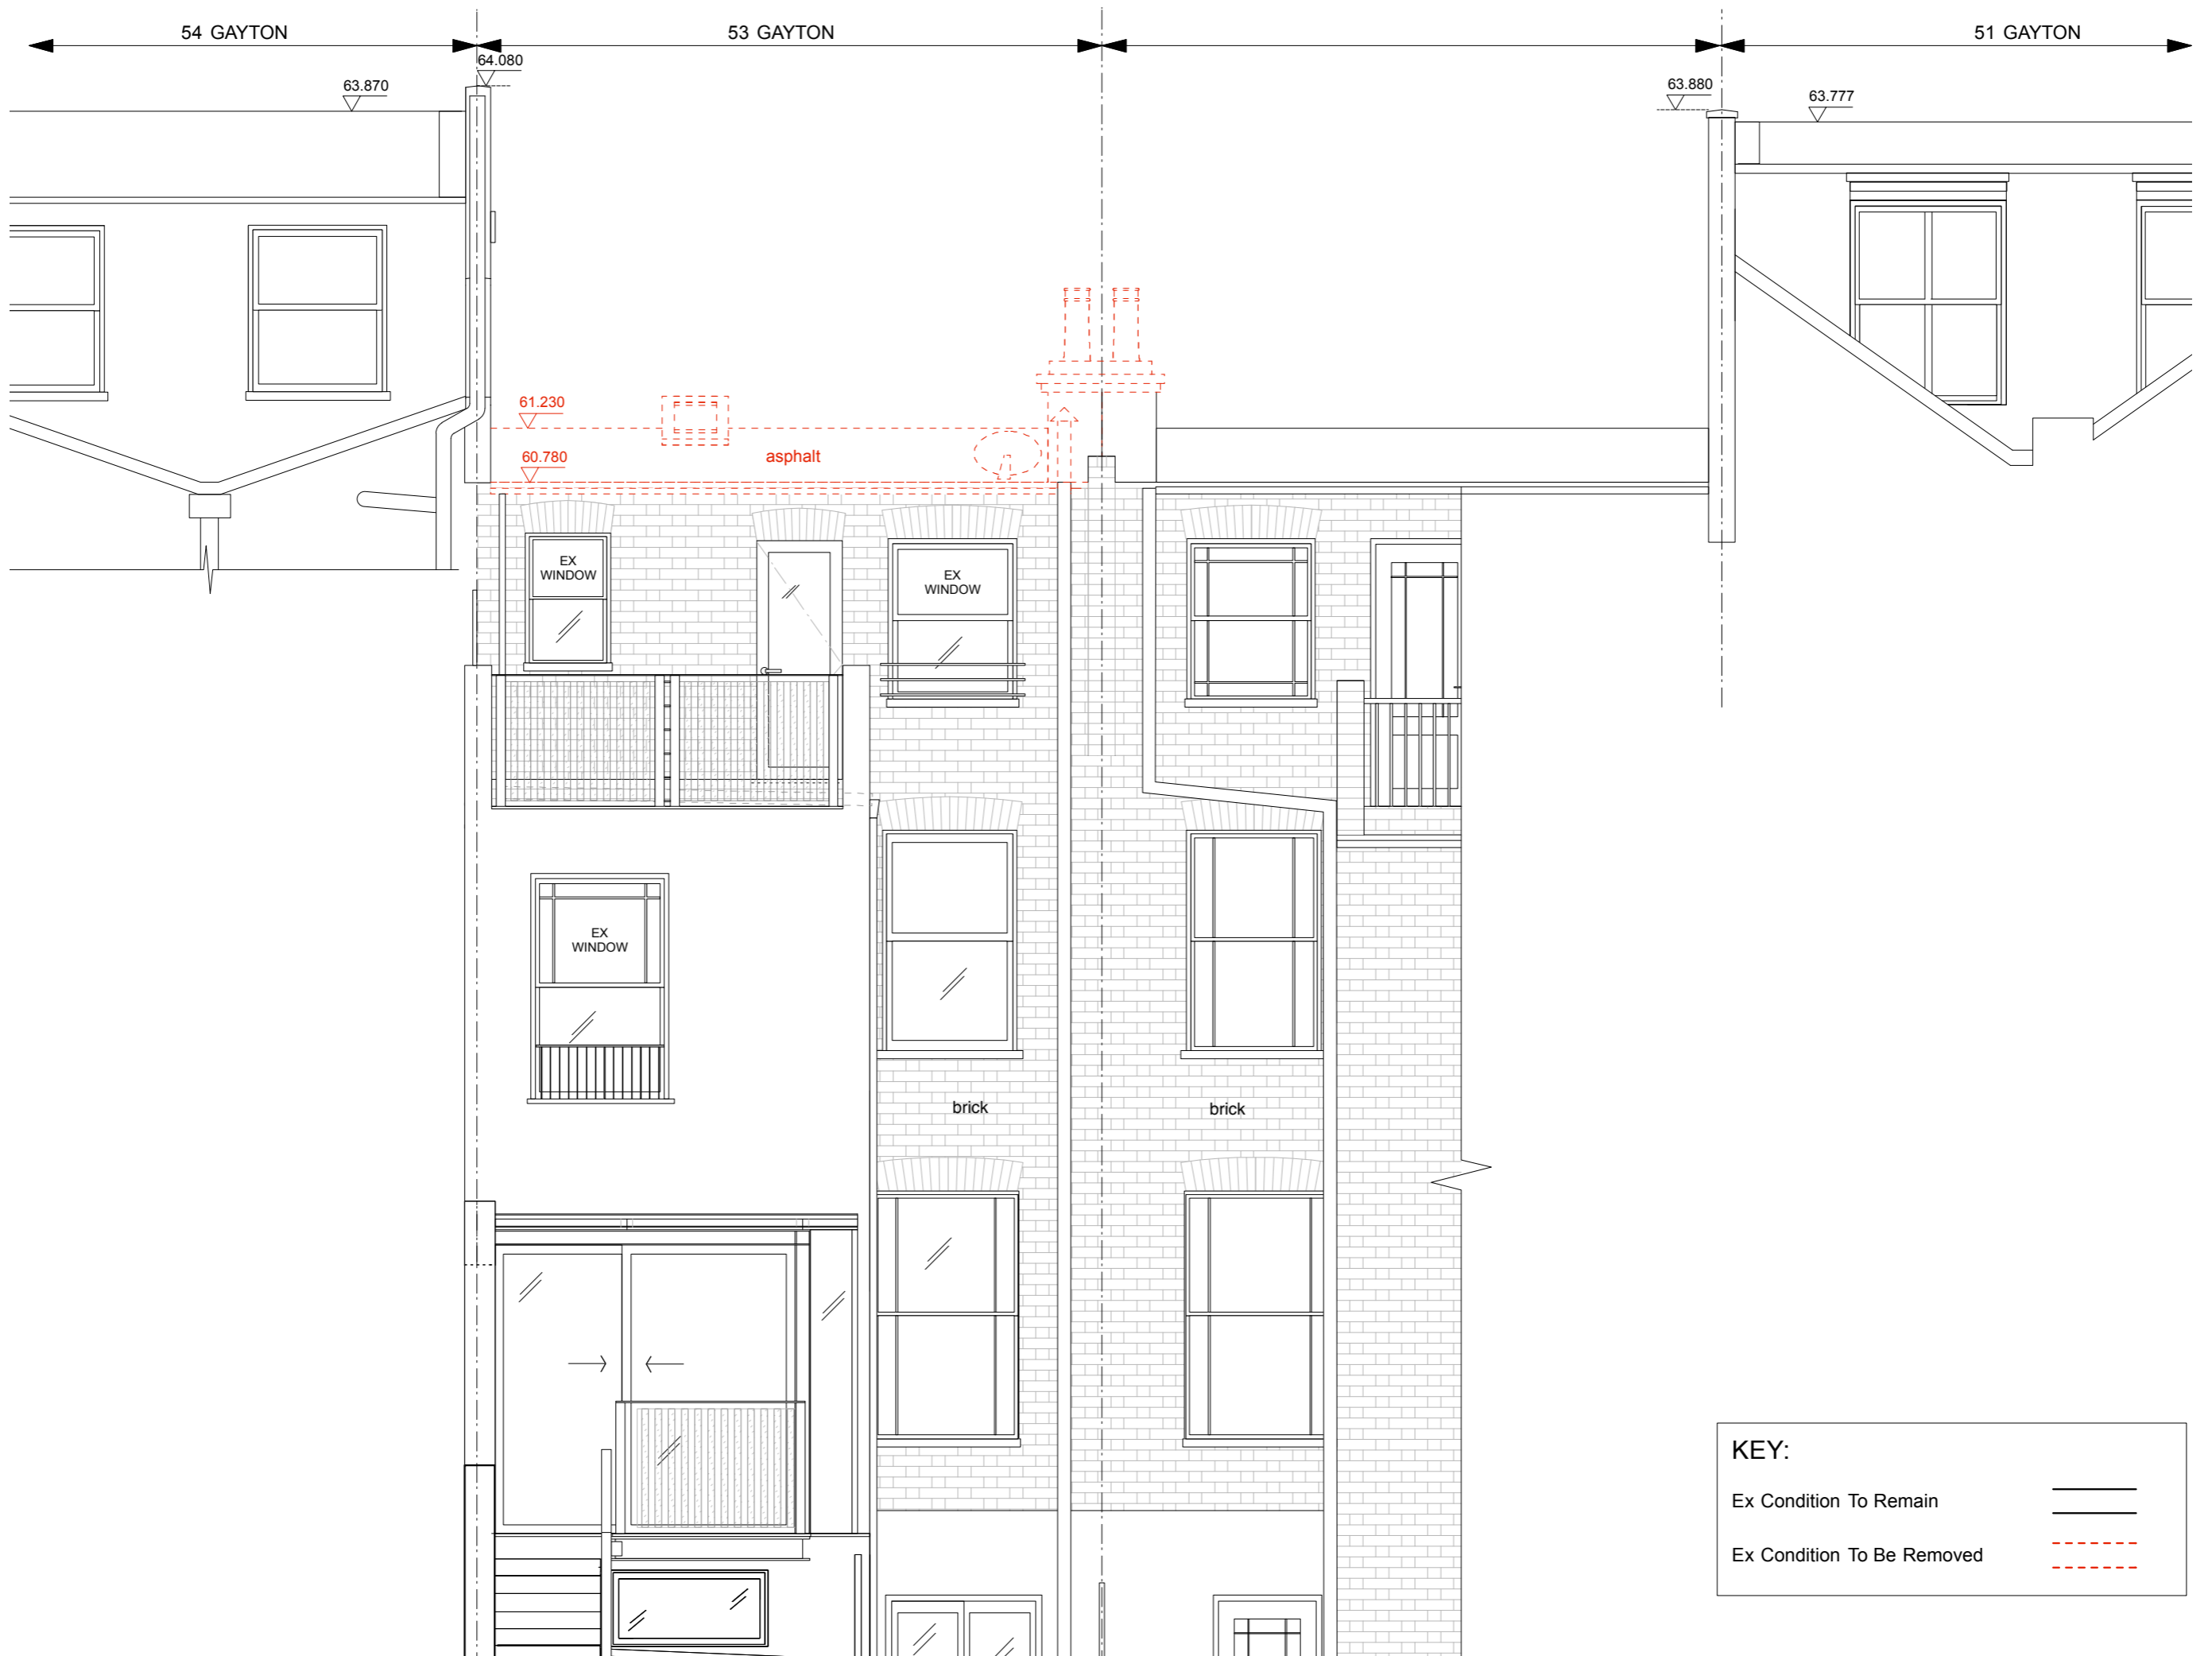 54 GAYTON
53 GAYTON
51 GAYTON
64.080
63.870
63.880
63.777
61.230
60.780
asphalt
EX
WINDOW
EX
WINDOW
EX
WINDOW
brick
brick
KEY:
Ex Condition To Remain
Ex Condition To Be Removed